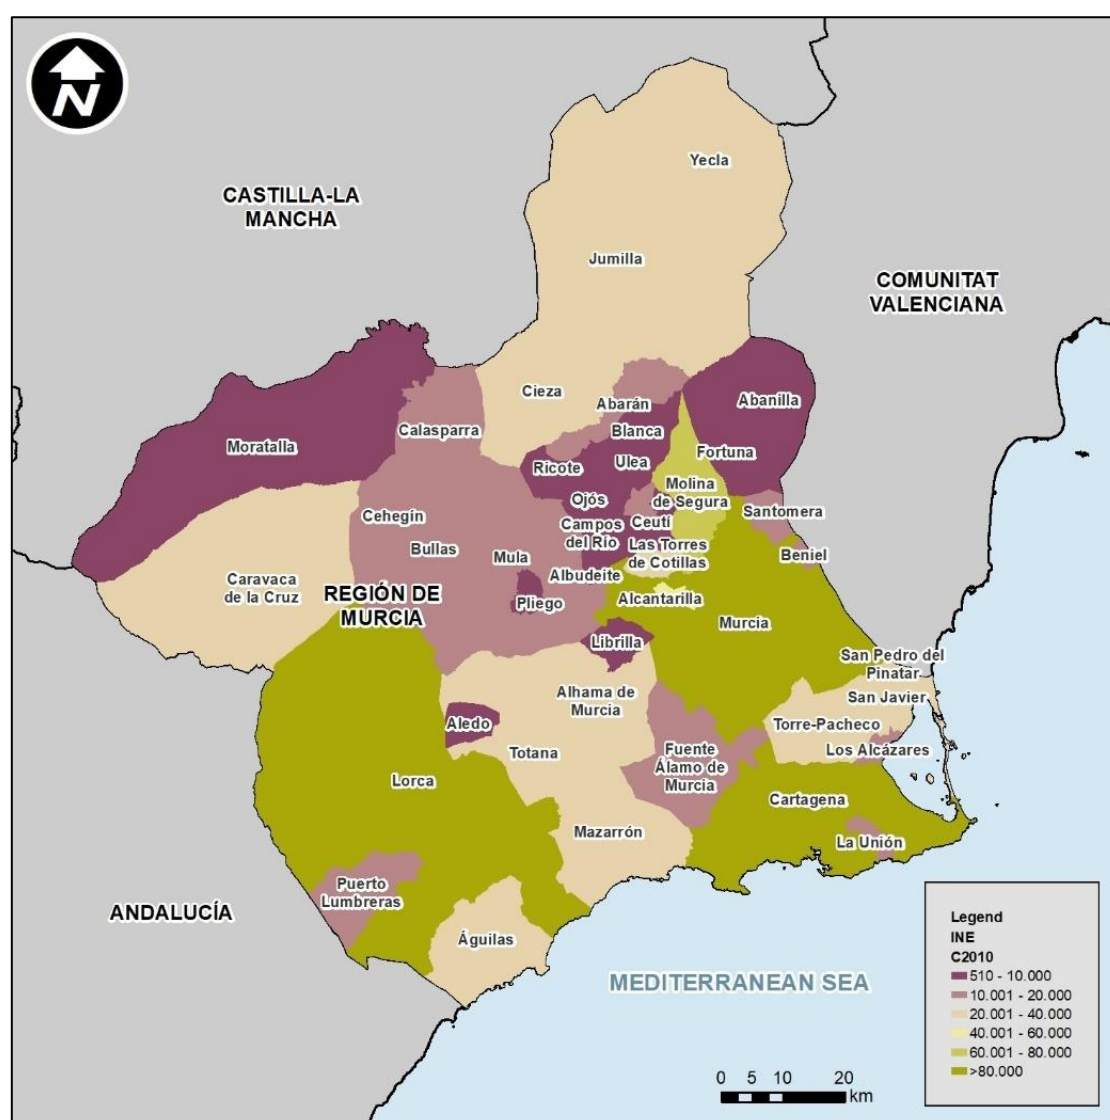 N
CASTILLA-LA
MANCHA
Yecla
Jumilla
COMUNITAT
VALENCIANA
Cieza
Abarán
Abanilla
Calasparra
Blanca
Moratalla
Fortuna
Ricote
Ulea
Molina
de Segura
Ojós
Santomera
Cehegín
Campos
del Río
Ceutí
Bullas
Mula
Las Torres
de Cotillas
Beniel
Albudeite
Caravaca
de la Cruz
REGIÓN DE
MURCIA
Pliego
Alcantarilla
Murcia
Librilla
San Pedro del
Pinatar
Alhama de
Murcia
San Javier
Aledo
Torre-Pacheco
Totana
Fuente
Álamo de
Murcia
Los Alcázares
Lorca
Cartagena
Mazarrón
La Unión
Puerto
Lumbreras
ANDALUCÍA
Águilas
MEDITERRANEAN SEA
Legend
INE
C2010
510 - 10.000
10.001 - 20.000
20.001 - 40.000
40.001 - 60.000
60.001 - 80.000
>80.000
0 5 10 20
km